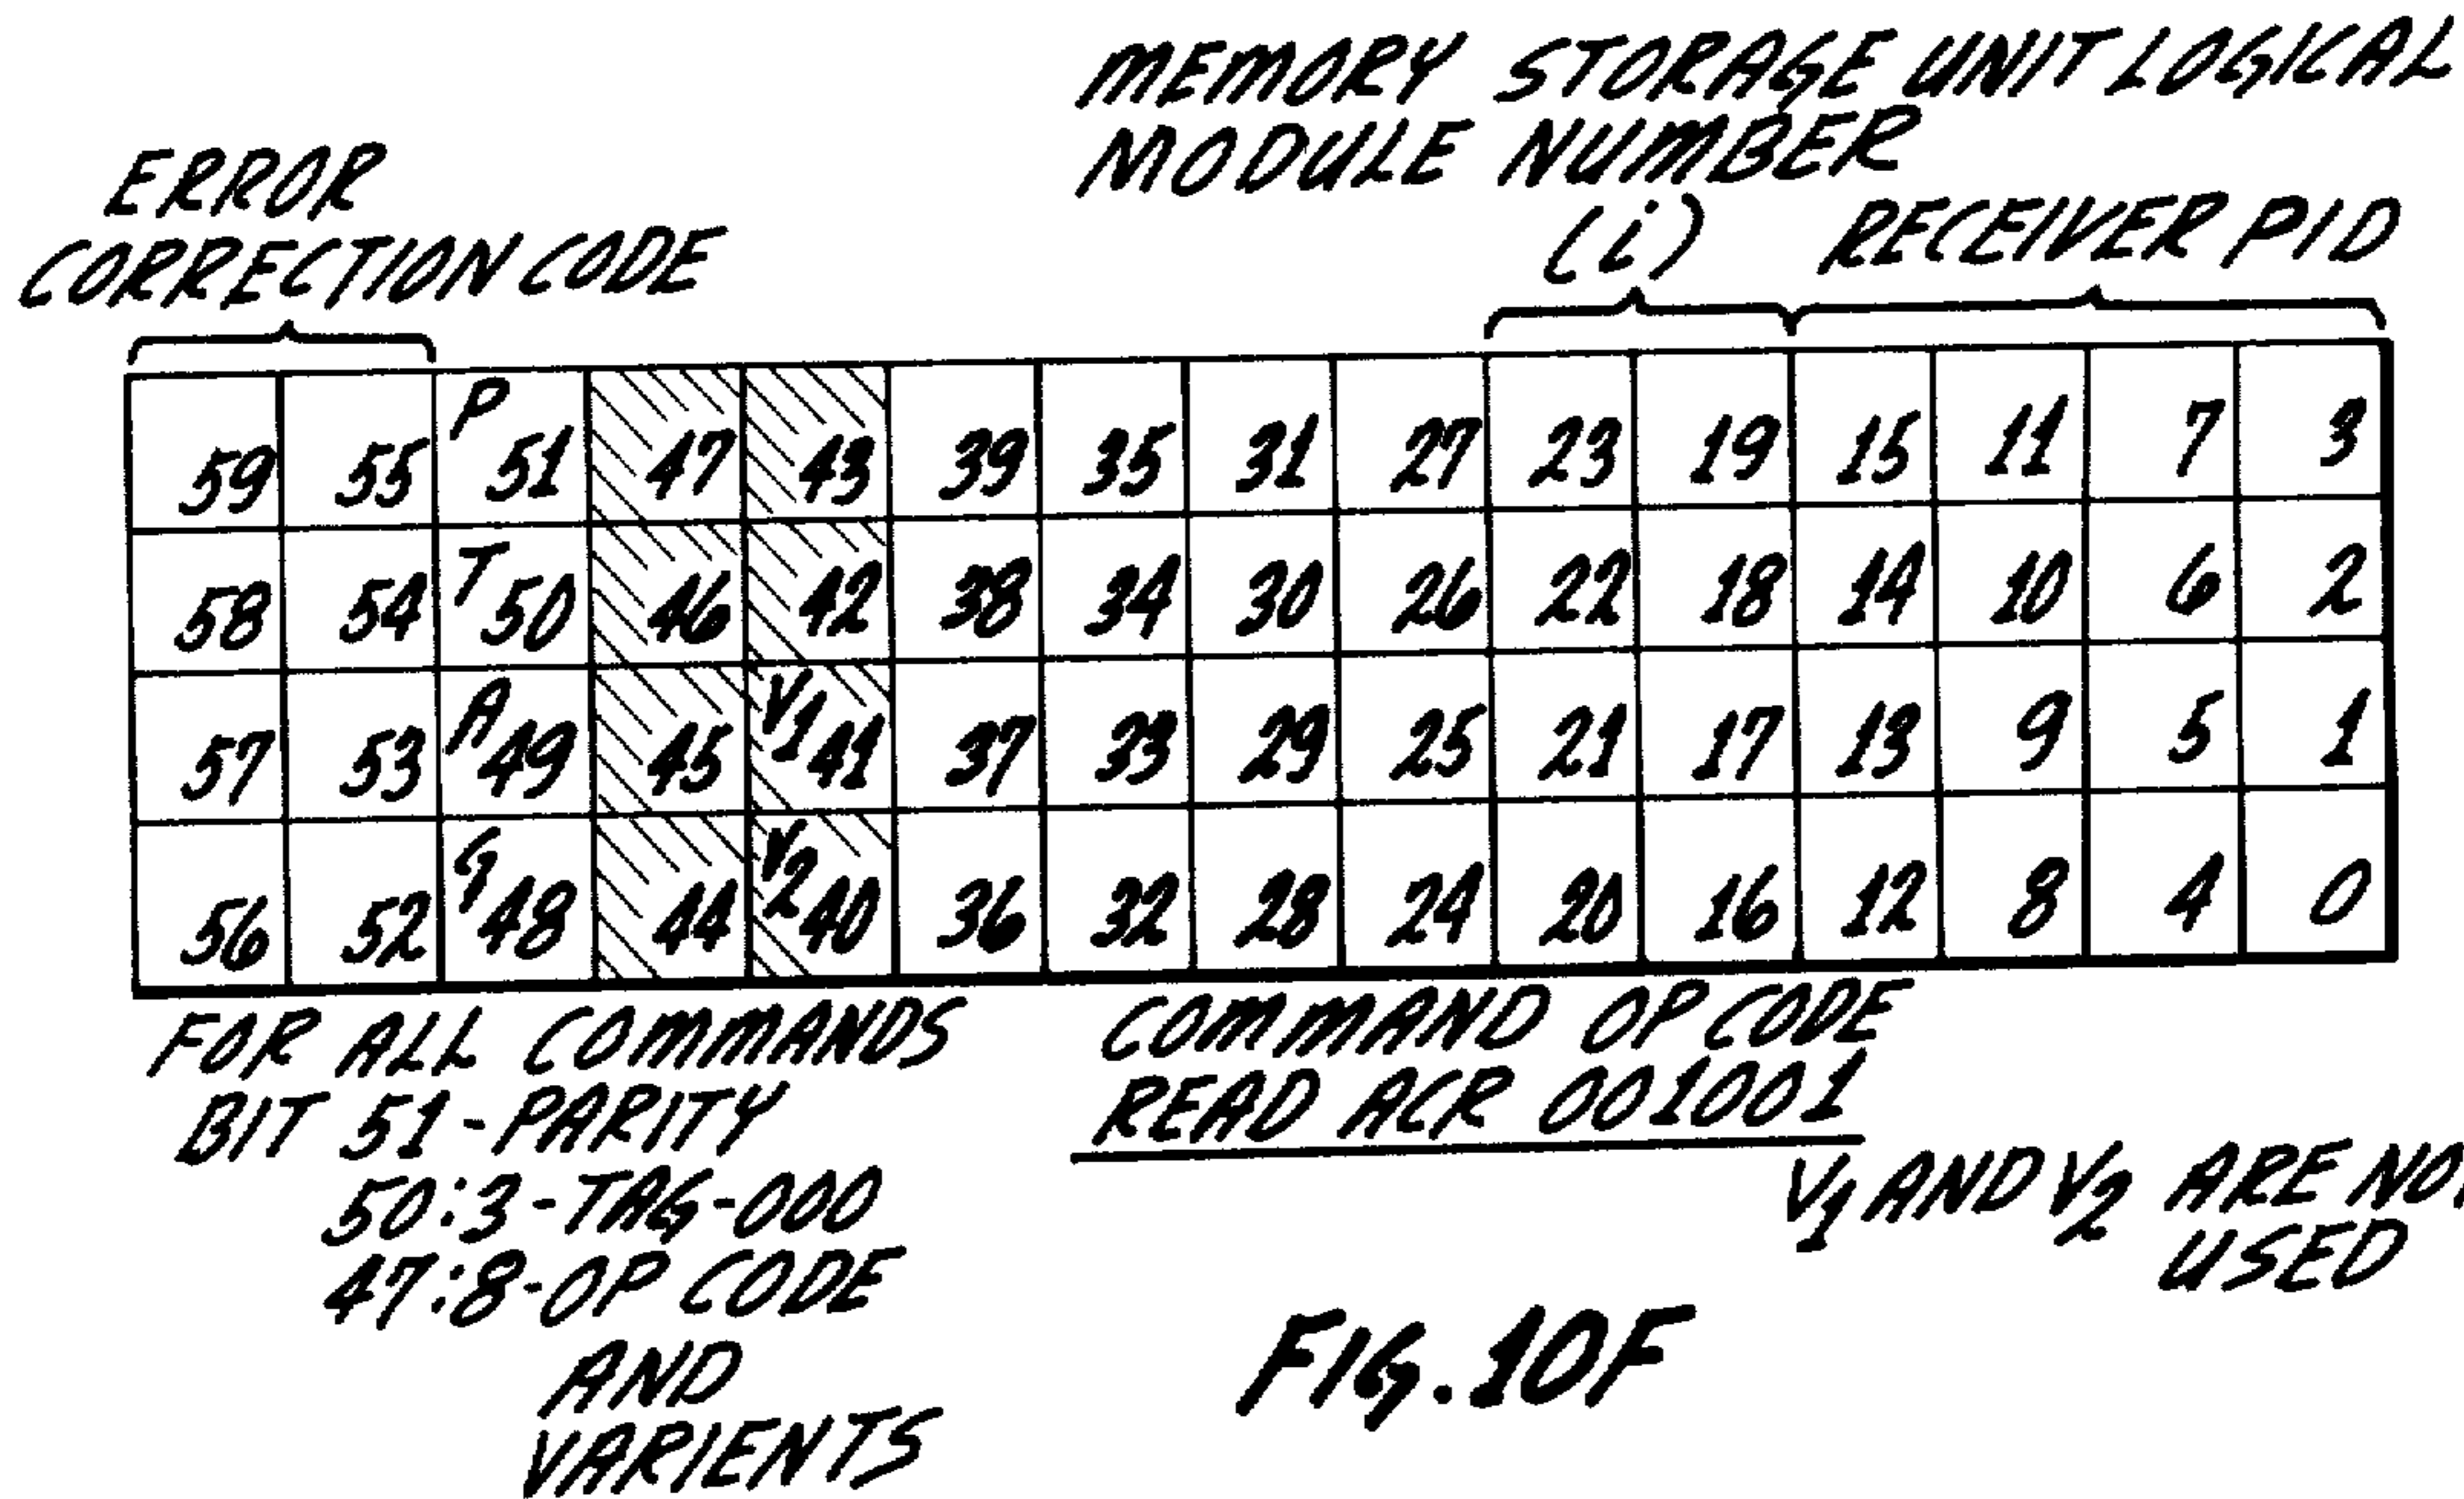 MEMORY STORAGE UNIT LOGICAL
MODULE NUMBER
ERROR
CORRECTION CODE
(i) RECEIVER PID
59 55 P 51 47 43 39 35 31 27 23 19 15 11 7 3
58 54 T 50 46 42 38 34 30 26 22 18 14 10 6 2
57 53 A 49 45 V1 41 37 33 29 25 21 17 13 9 5 1
56 52 G 48 44 V2 40 36 32 28 24 20 16 12 8 4 0
FOR ALL COMMANDS
BIT 51-PARITY
50:3-TAG-000
47:8-OP CODE
AND
VARIENTS
COMMAND OP CODE
READ ACR 001001
V1 AND V2 ARE NO
USED
FIG. 10F